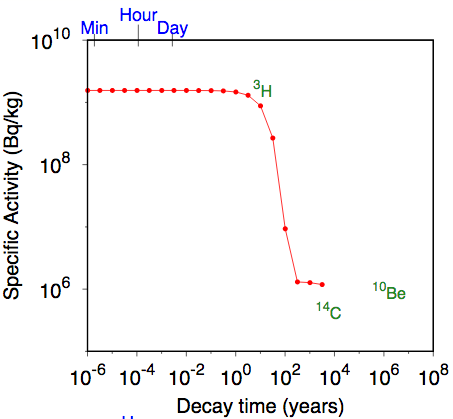 Min Hour Day
10^10
10^8
10^6
Specific Activity (Bq/kg)
^3H
^14C
^10Be
10^-6 10^-4 10^-2 10^0 10^2 10^4 10^6 10^8
Decay time (years)